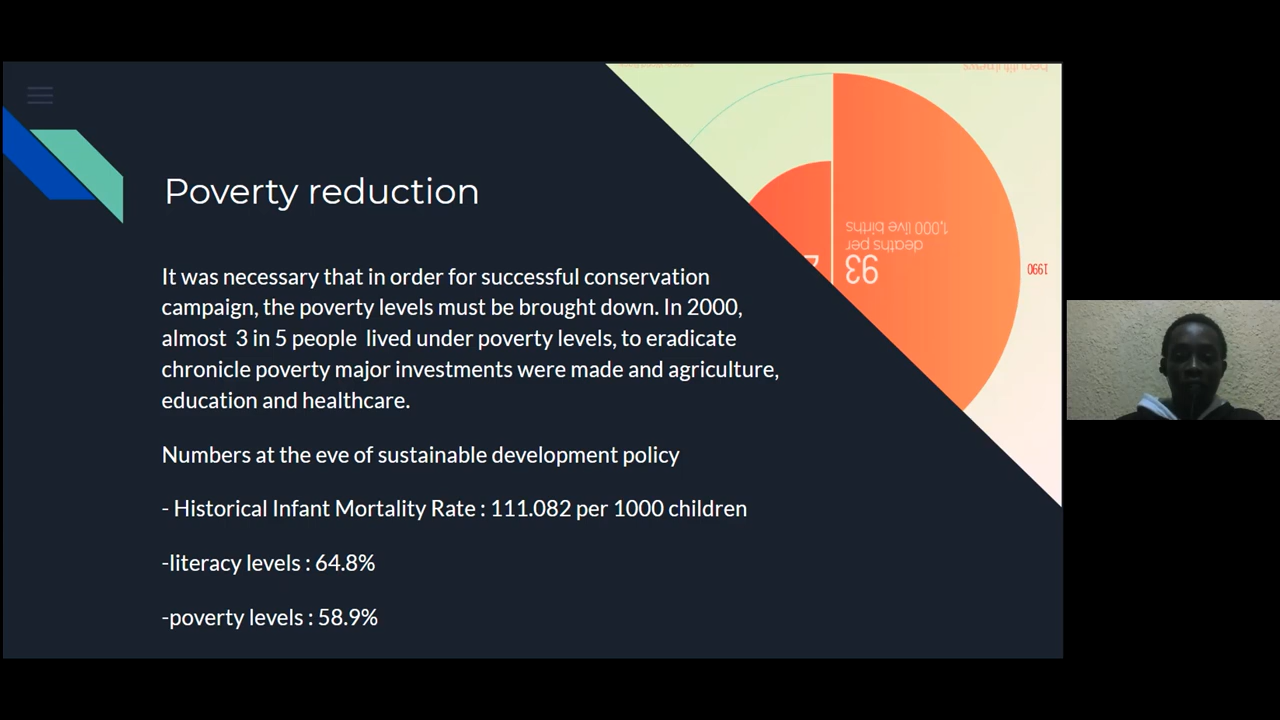 Poverty reduction
It was necessary that in order for successful conservation
campaign, the poverty levels must be brought down. In 2000,
almost 3 in 5 people lived under poverty levels, to eradicate
chronicle poverty major investments were made and agriculture,
education and healthcare.
Numbers at the eve of sustainable development policy
- Historical Infant Mortality Rate : 111.082 per 1000 children
-literacy levels : 64.8%
-poverty levels : 58.9%
1,000 live births
deaths per
93
1990